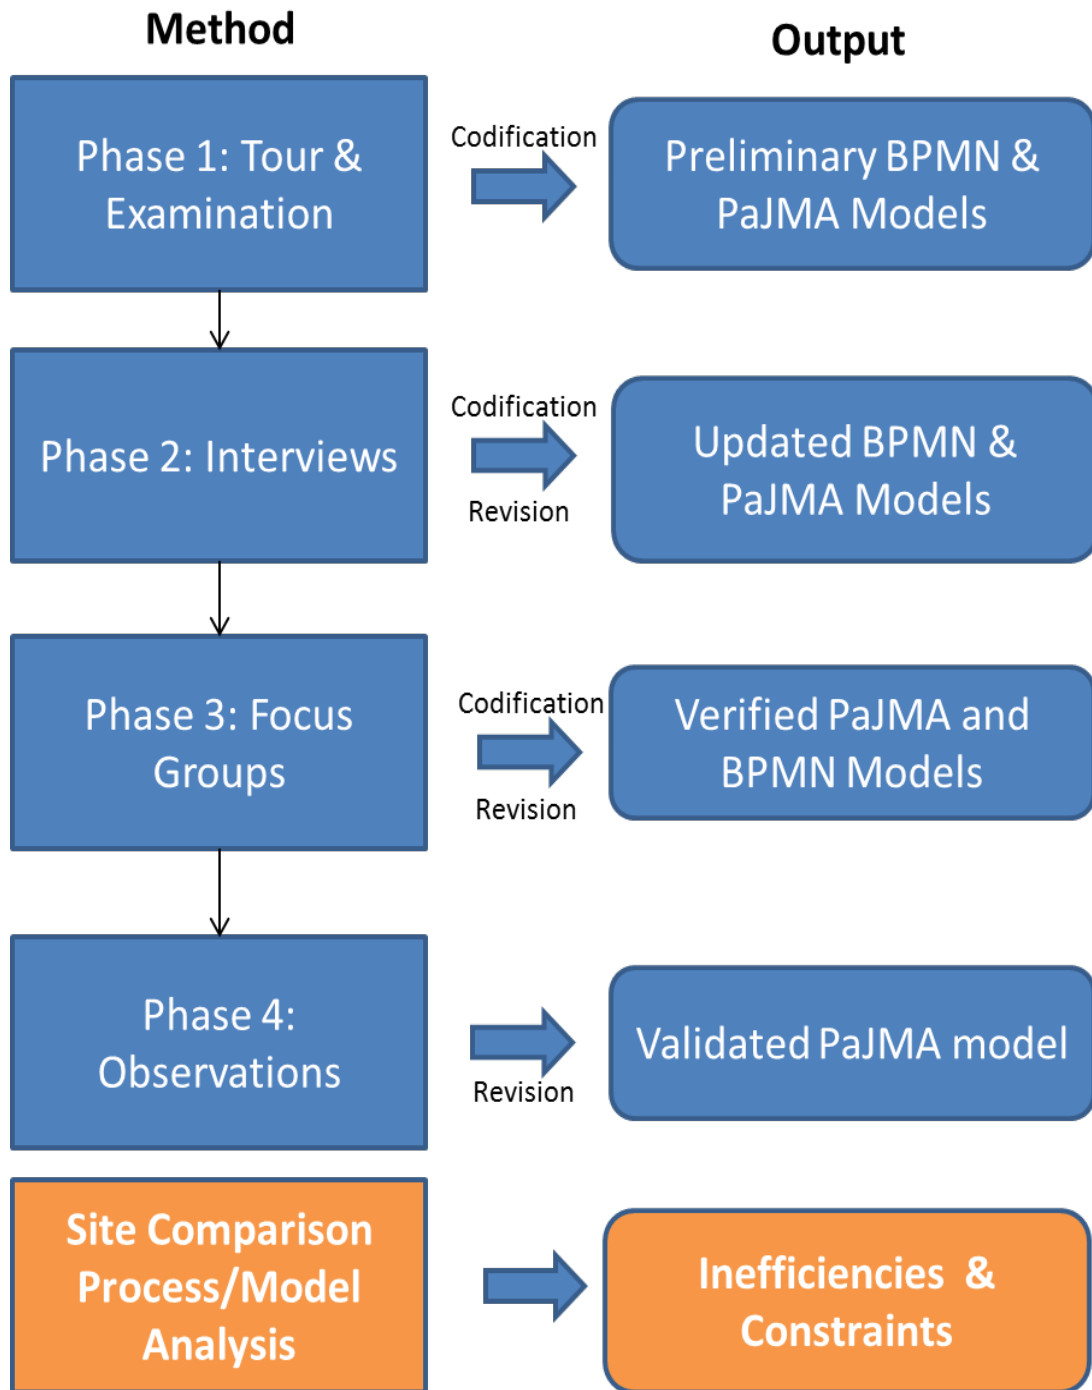 Method
Output
Phase 1: Tour &
Examination
Codification
Preliminary BPMN &
PaJMA Models
Phase 2: Interviews
Codification
Revision
Updated BPMN &
PaJMA Models
Phase 3: Focus
Groups
Codification
Revision
Verified PaJMA and
BPMN Models
Phase 4:
Observations
Revision
Validated PaJMA model
Site Comparison
Process/Model
Analysis
Inefficiencies &
Constraints